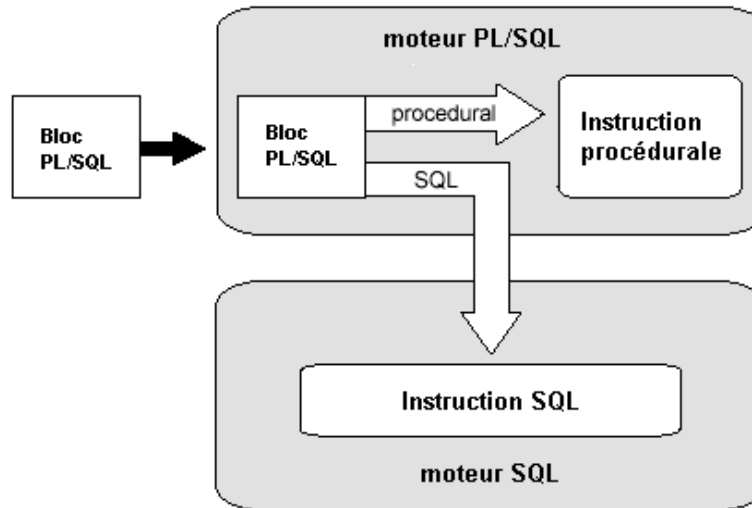 moteur PL/SQL
Bloc
PL/SQL
Bloc
PL/SQL
procedural
Instruction
procédurale
SQL
Instruction SQL
moteur SQL